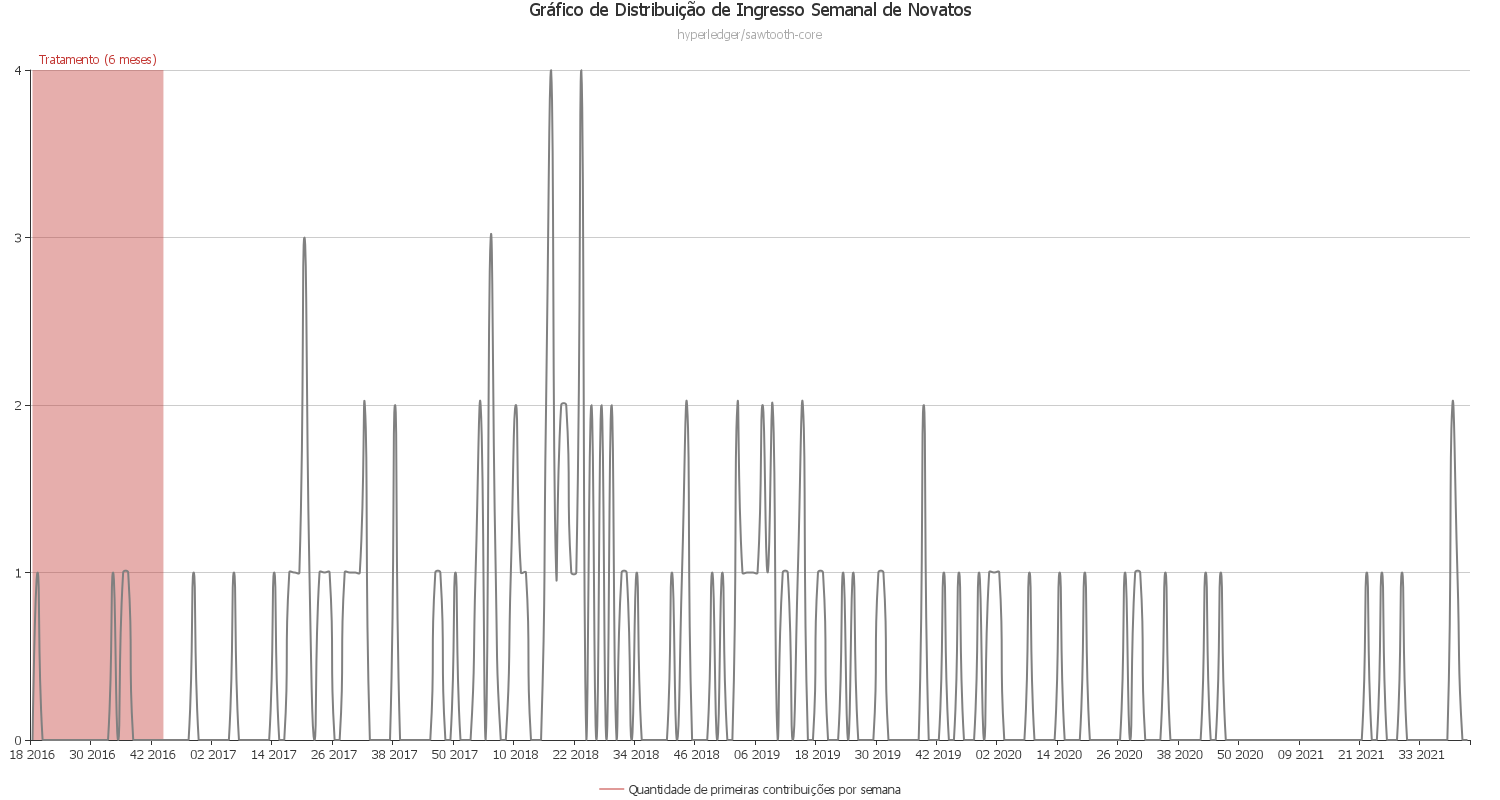 Gráfico de Distribuição de Ingresso Semanal de Novatos
hyperledger/sawtooth-core
Tratamento (6 meses)
4
3
2
1
0
18 2016 30 2016 42 2016 02 2017 14 2017 26 2017 38 2017 50 2017 10 2018 22 2018 34 2018 46 2018 06 2019 18 2019 30 2019 42 2019 02 2020 14 2020 26 2020 38 2020 50 2020 09 2021 21 2021 33 2021
Quantidade de primeiras contribuições por semana